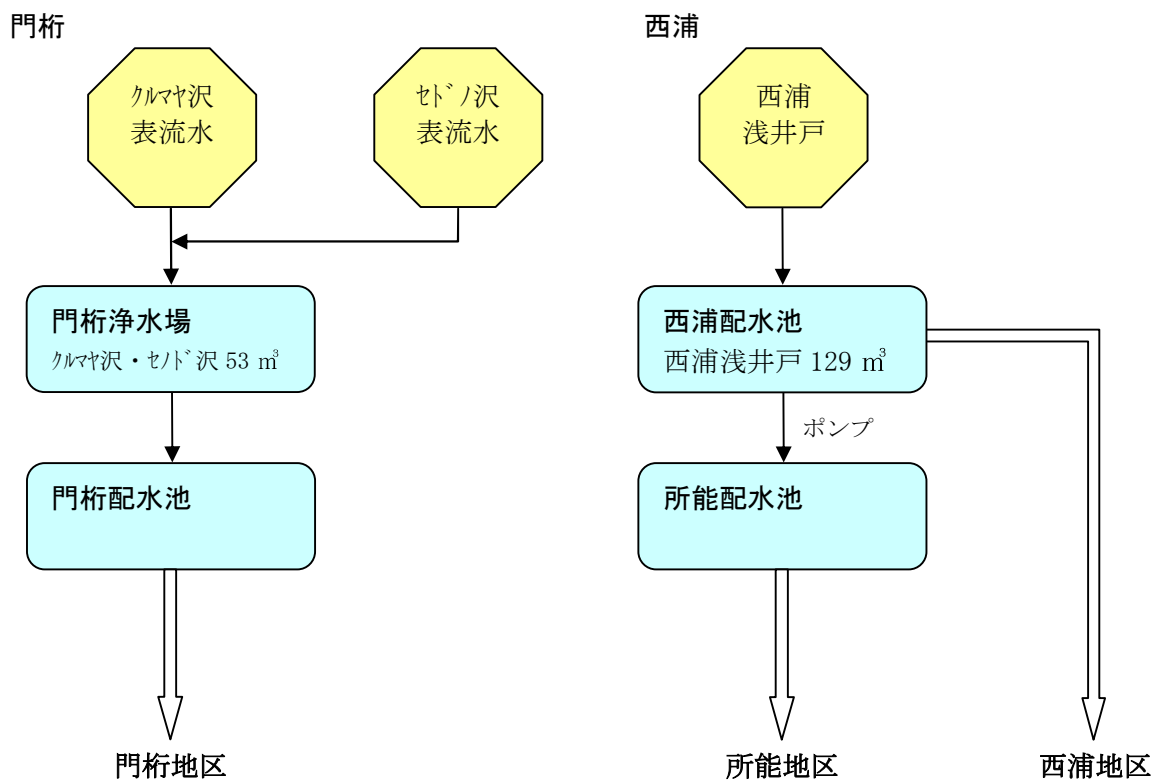 門桁
西浦
ｸﾙﾏﾔ沢
表流水
ｾﾄﾞﾉ沢
表流水
西浦
浅井戸
門桁浄水場
ｸﾙﾏﾔ沢・ｾﾉﾄﾞ沢 53 ㎥
西浦配水池
西浦浅井戸 129 ㎥
ポンプ
門桁配水池
所能配水池
門桁地区
所能地区
西浦地区